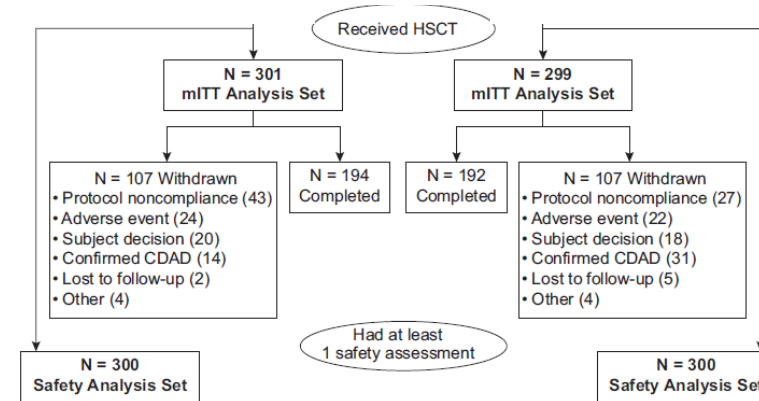 Received HSCT
N = 301
mITT Analysis Set
N = 299
mITT Analysis Set
N = 107 Withdrawn
• Protocol noncompliance (43)
• Adverse event (24)
• Subject decision (20)
• Confirmed CDAD (14)
• Lost to follow-up (2)
• Other (4)
N = 194
Completed
N = 192
Completed
N = 107 Withdrawn
• Protocol noncompliance (27)
• Adverse event (22)
• Subject decision (18)
• Confirmed CDAD (31)
• Lost to follow-up (5)
• Other (4)
Had at least
1 safety assessment
N = 300
Safety Analysis Set
N = 300
Safety Analysis Set